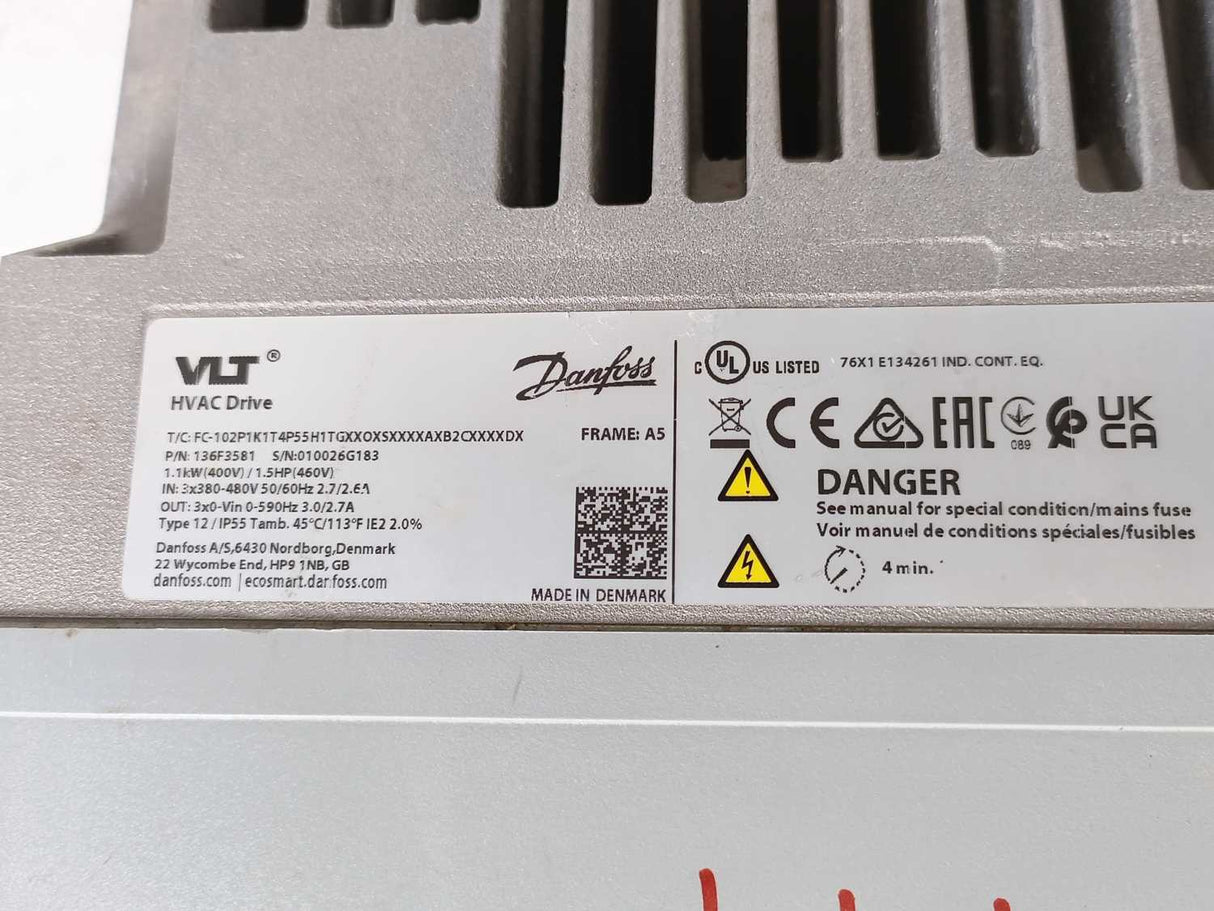 VLT®
HVAC Drive
Danfoss
T/C: FC-102P1K1T4P55H1TGXXOXSXXXXAXB2CXXXXDX
FRAME: A5
P/N: 136F3581 S/N:010026G183
1.1kW(400V) / 1.5HP(460V)
IN: 3x380-480V 50/60Hz 2.7/2.6A
OUT: 3x0-Vin 0-590Hz 3.0/2.7A
Type 12 / IP55 Tamb. 45°C/113°F IE2 2.0%
Danfoss A/S,6430 Nordborg,Denmark
22 Wycombe End, HP9 1NB, GB
danfoss.com | ecosmart.danfoss.com
MADE IN DENMARK
C UL US LISTED 76X1 E134261 IND. CONT. EQ.
CE EAC 089 UK CA
DANGER
See manual for special condition/mains fuse
Voir manuel de conditions spéciales/fusibles
4 min.